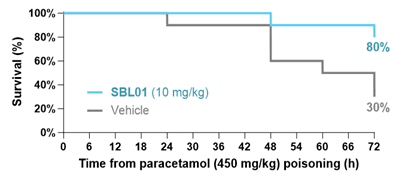 100%
80%
60%
40%
20%
0%
Survival (%)
80%
30%
SBL01 (10 mg/kg)
Vehicle
0 6 12 18 24 30 36 42 48 54 60 66 72
Time from paracetamol (450 mg/kg) poisoning (h)